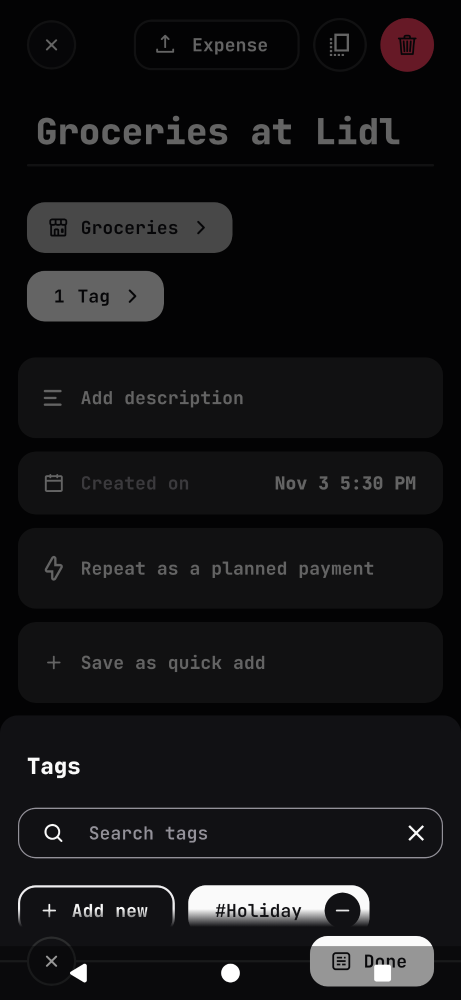 Expense
Groceries at Lidl
Groceries
1 Tag
Add description
Created on Nov 3 5:30 PM
Repeat as a planned payment
Save as quick add
Tags
Search tags
Add new #Holiday
Done